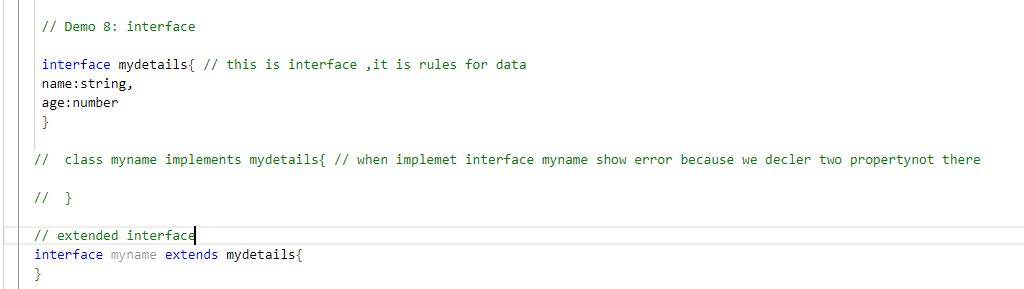 // Demo 8: interface
interface mydetails{ // this is interface ,it is rules for data
name:string,
age:number
}
//  class myname implements mydetails{ // when implemet interface myname show error because we decler two propertynot there
//  }
// extended interface
interface myname extends mydetails{
}